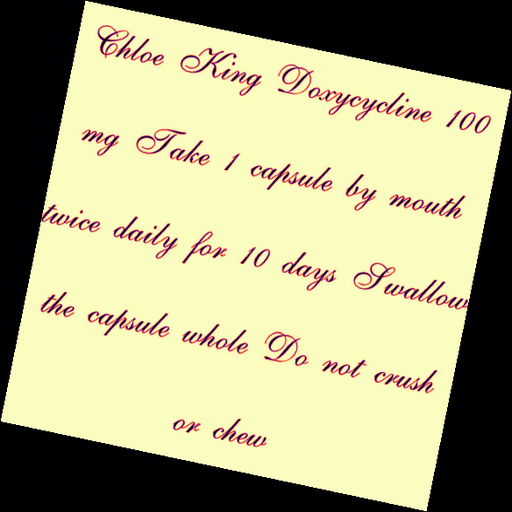 Chloe King Doxycycline 100
mg Take 1 capsule by mouth
twice daily for 10 days Swallow
the capsule whole Do not crush
or chew